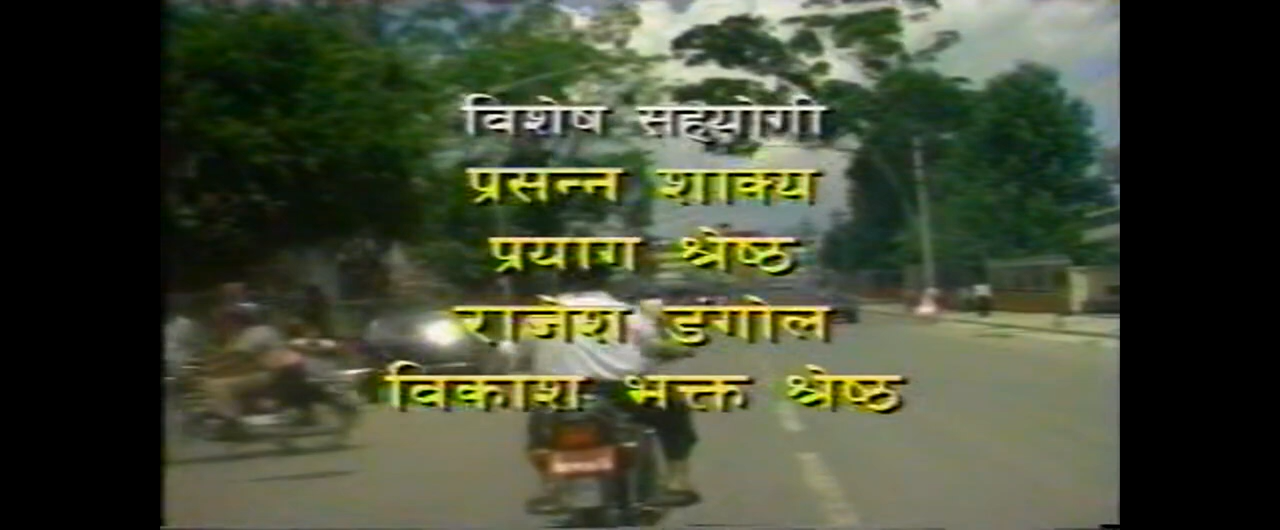 विशेष सहयोगी
प्रसन्न शाक्य
प्रयाग श्रेष्ठ
राजेश डंगोल
विकाश भक्त श्रेष्ठ